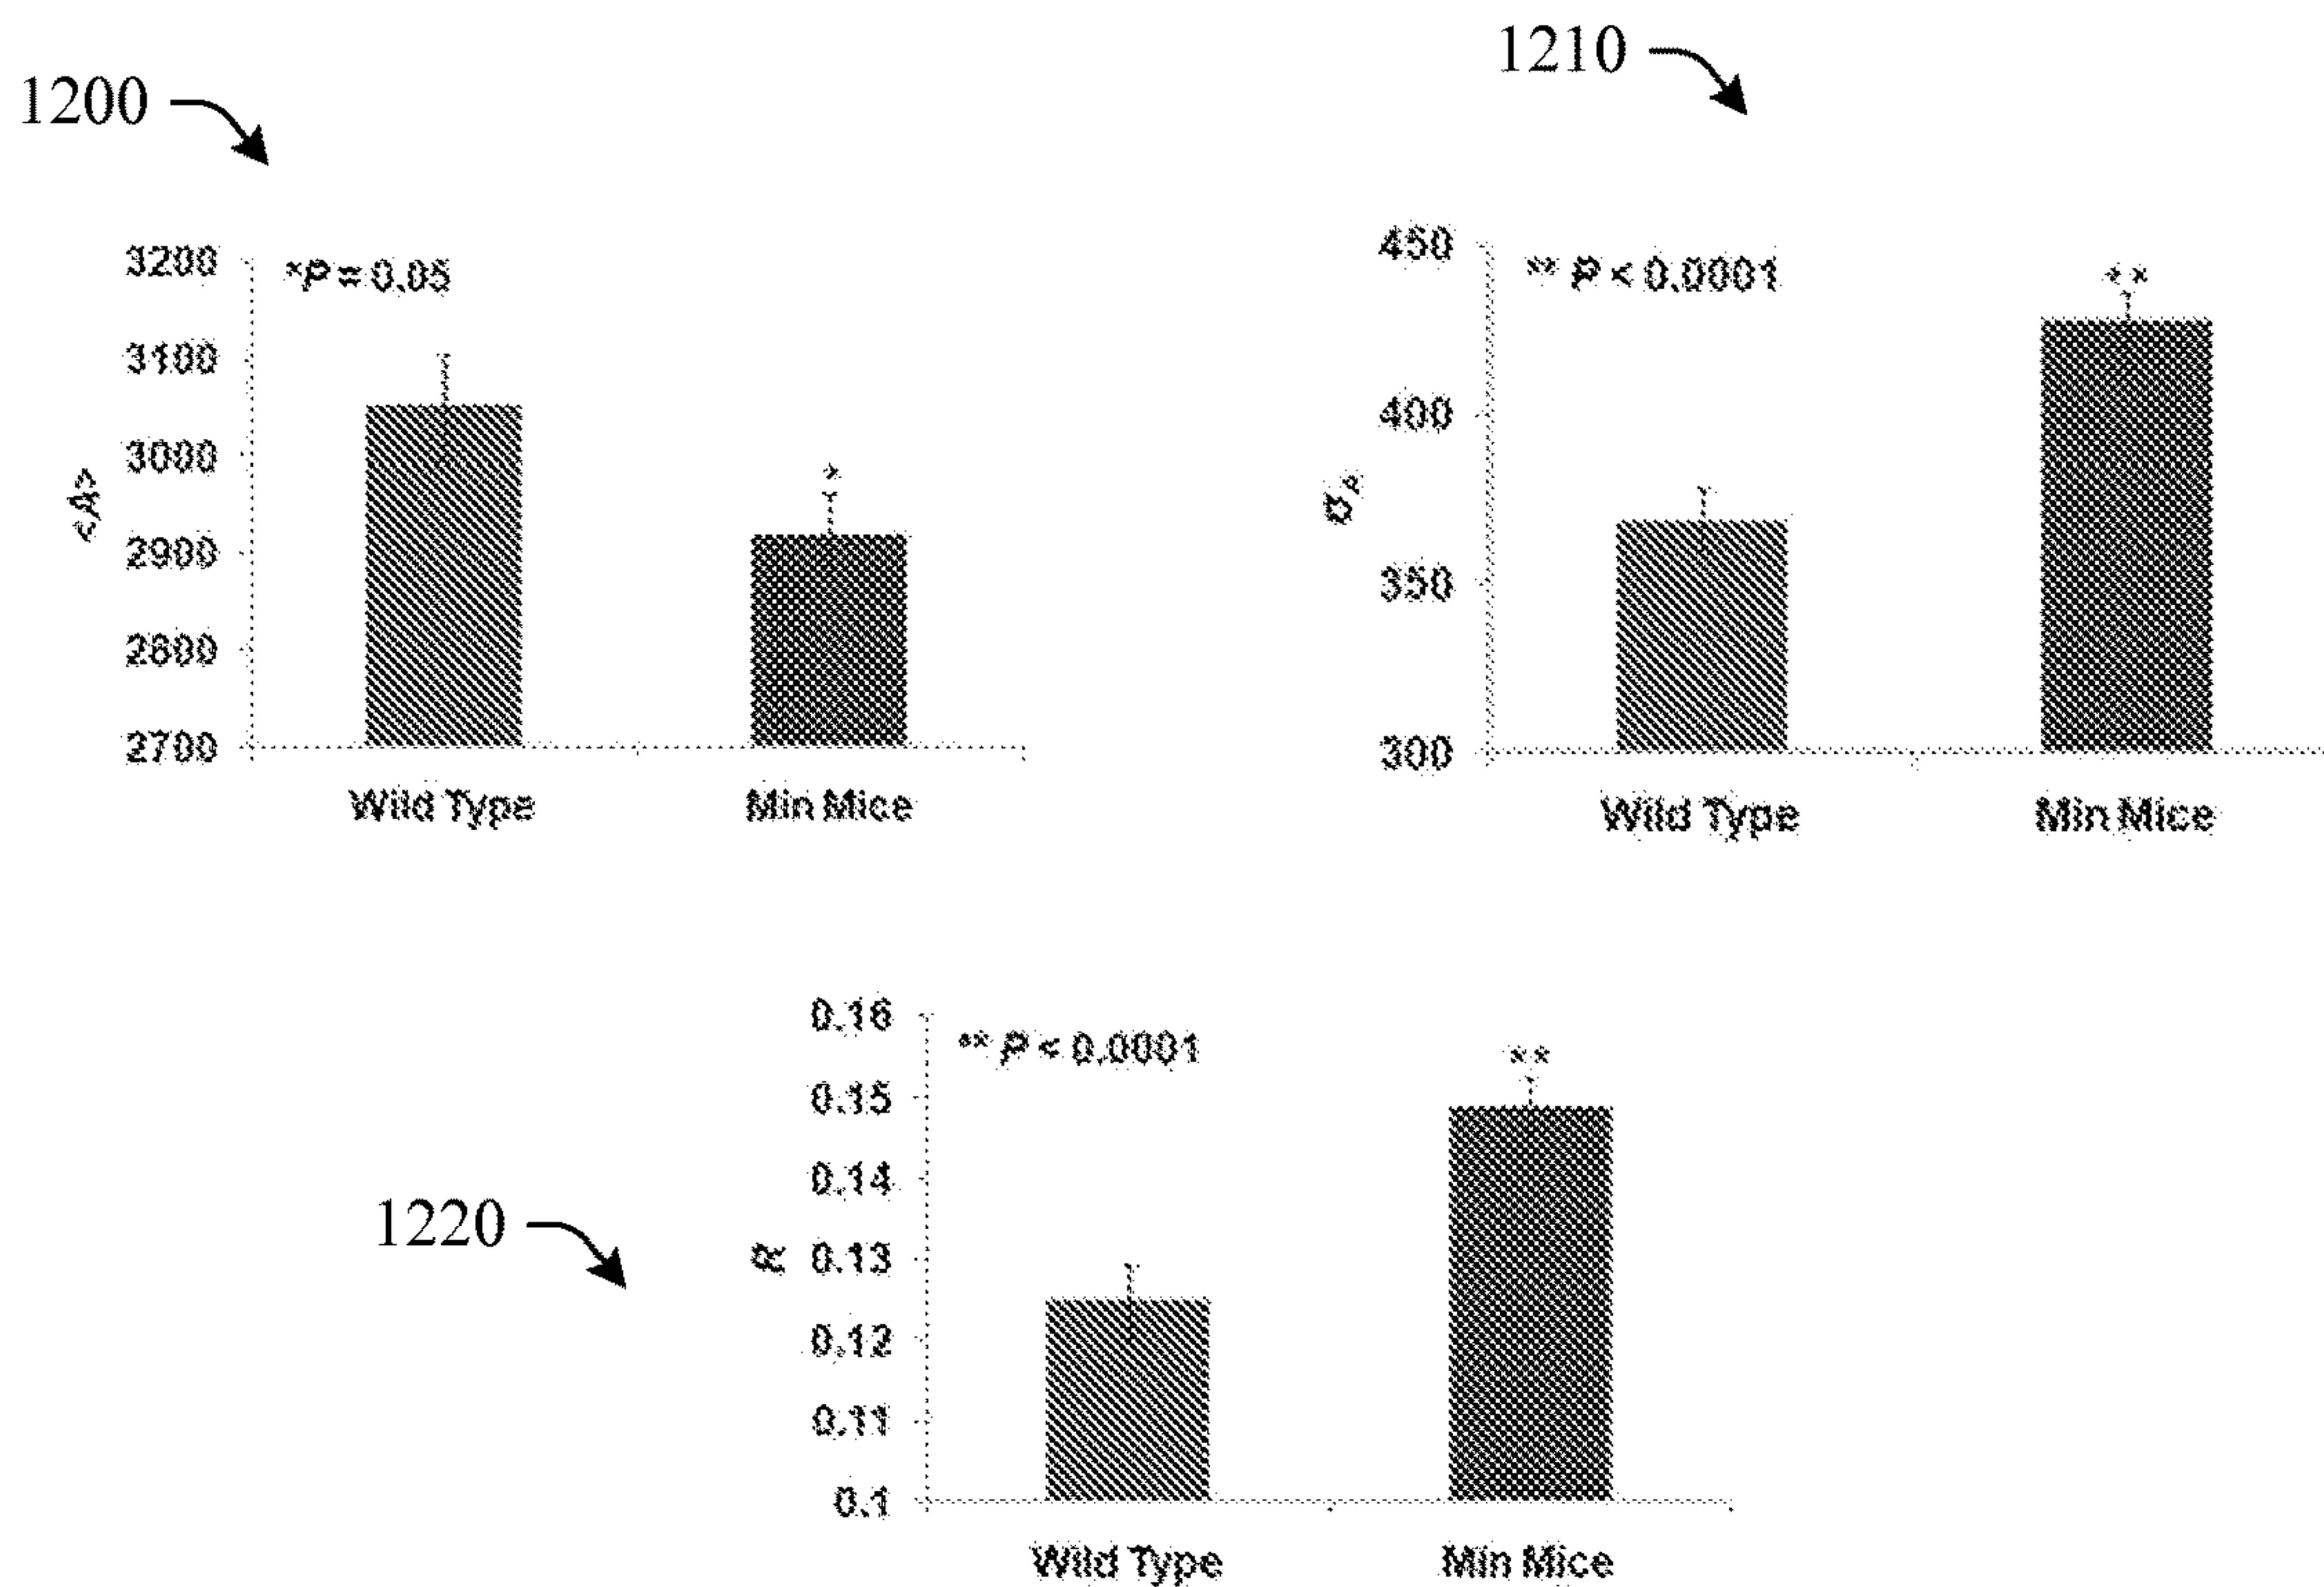 1200
1210
3200
3100
3000
2900
2800
2700
<A>
*P = 0.05
*
Wild Type
Min Mice
450
400
350
300
σA
** P < 0.0001
**
Wild Type
Min Mice
1220
0.16
0.15
0.14
0.13
0.12
0.11
0.1
R
** P < 0.0001
**
Wild Type
Min Mice